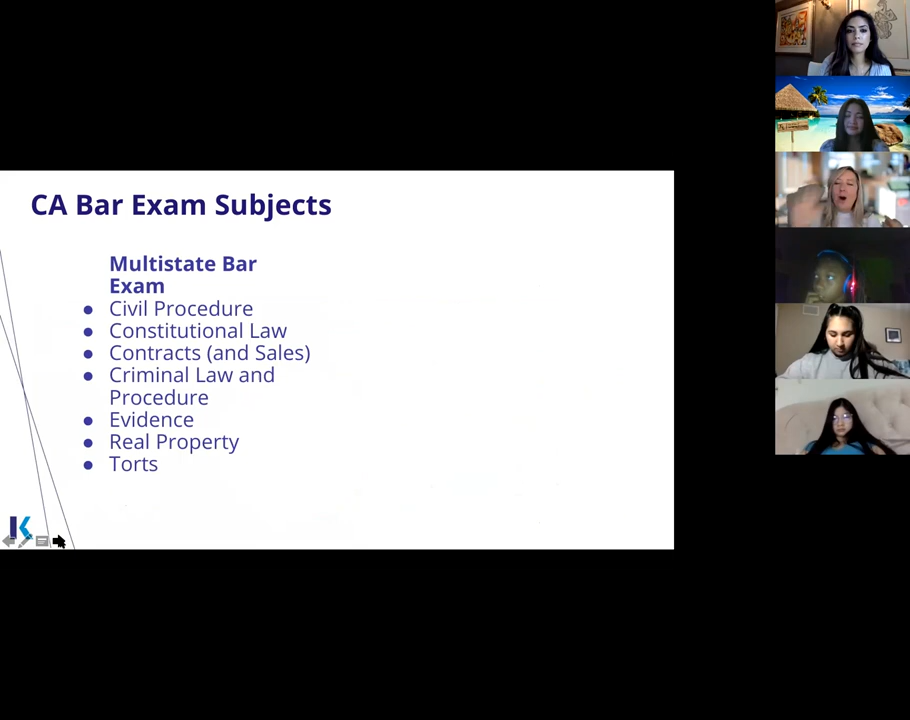 CA Bar Exam Subjects
Multistate Bar
Exam
● Civil Procedure
● Constitutional Law
● Contracts (and Sales)
● Criminal Law and
Procedure
● Evidence
● Real Property
● Torts
K